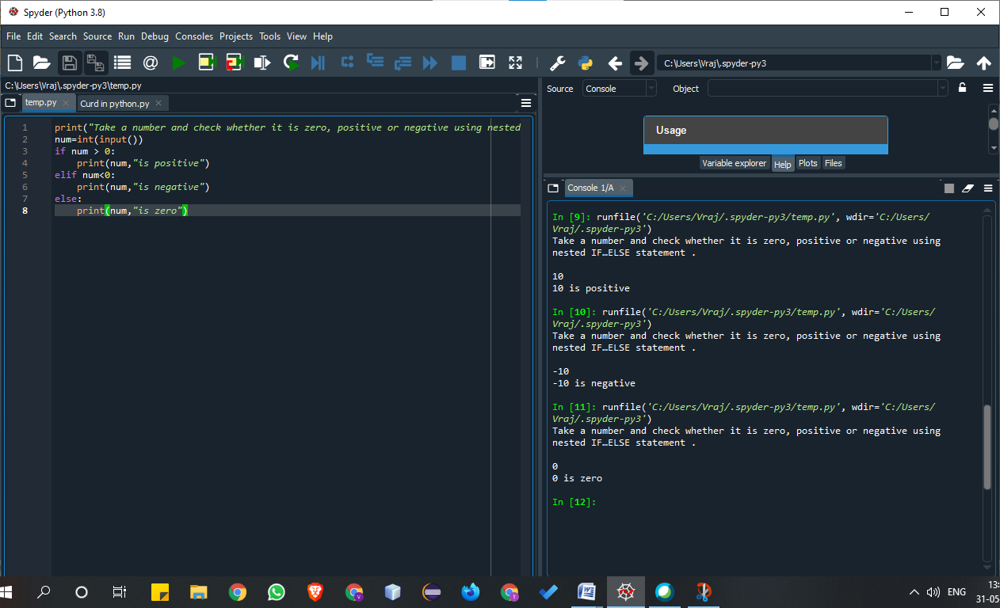 Spyder (Python 3.8)
File Edit Search Source Run Debug Consoles Projects Tools View Help
C:\Users\Vraj\.spyder-py3
C:\Users\Vraj\.spyder-py3\temp.py
temp.py
Curd in python.py
1 print("Take a number and check whether it is zero, positive or negative using nested
2 num=int(input())
3 if num > 0:
4 print(num,"is positive")
5 elif num<0:
6 print(num,"is negative")
7 else:
8 print(num,"is zero")
Source Console Object
Usage
Variable explorer Help Plots Files
Console 1/A
In [9]: runfile('C:/Users/Vraj/.spyder-py3/temp.py', wdir='C:/Users/
Vraj/.spyder-py3')
Take a number and check whether it is zero, positive or negative using
nested IF…ELSE statement .
10
10 is positive
In [10]: runfile('C:/Users/Vraj/.spyder-py3/temp.py', wdir='C:/Users/
Vraj/.spyder-py3')
Take a number and check whether it is zero, positive or negative using
nested IF…ELSE statement .
-10
-10 is negative
In [11]: runfile('C:/Users/Vraj/.spyder-py3/temp.py', wdir='C:/Users/
Vraj/.spyder-py3')
Take a number and check whether it is zero, positive or negative using
nested IF…ELSE statement .
0
0 is zero
In [12]:
ENG
13:
31-05